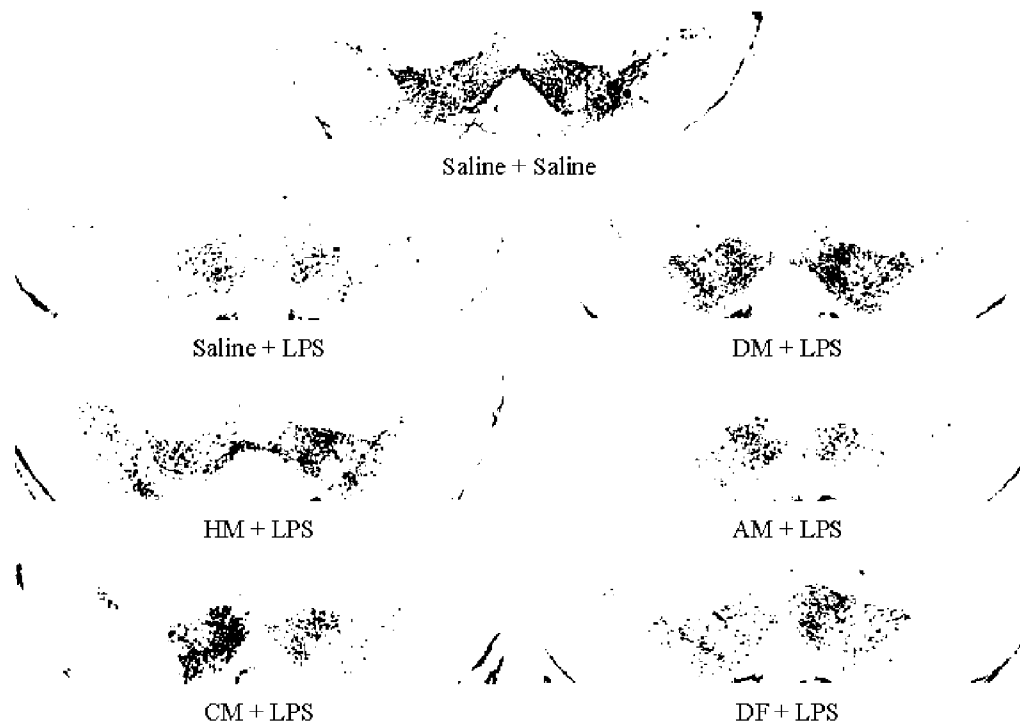 Saline + Saline
Saline + LPS
DM + LPS
HM + LPS
AM + LPS
CM + LPS
DF + LPS